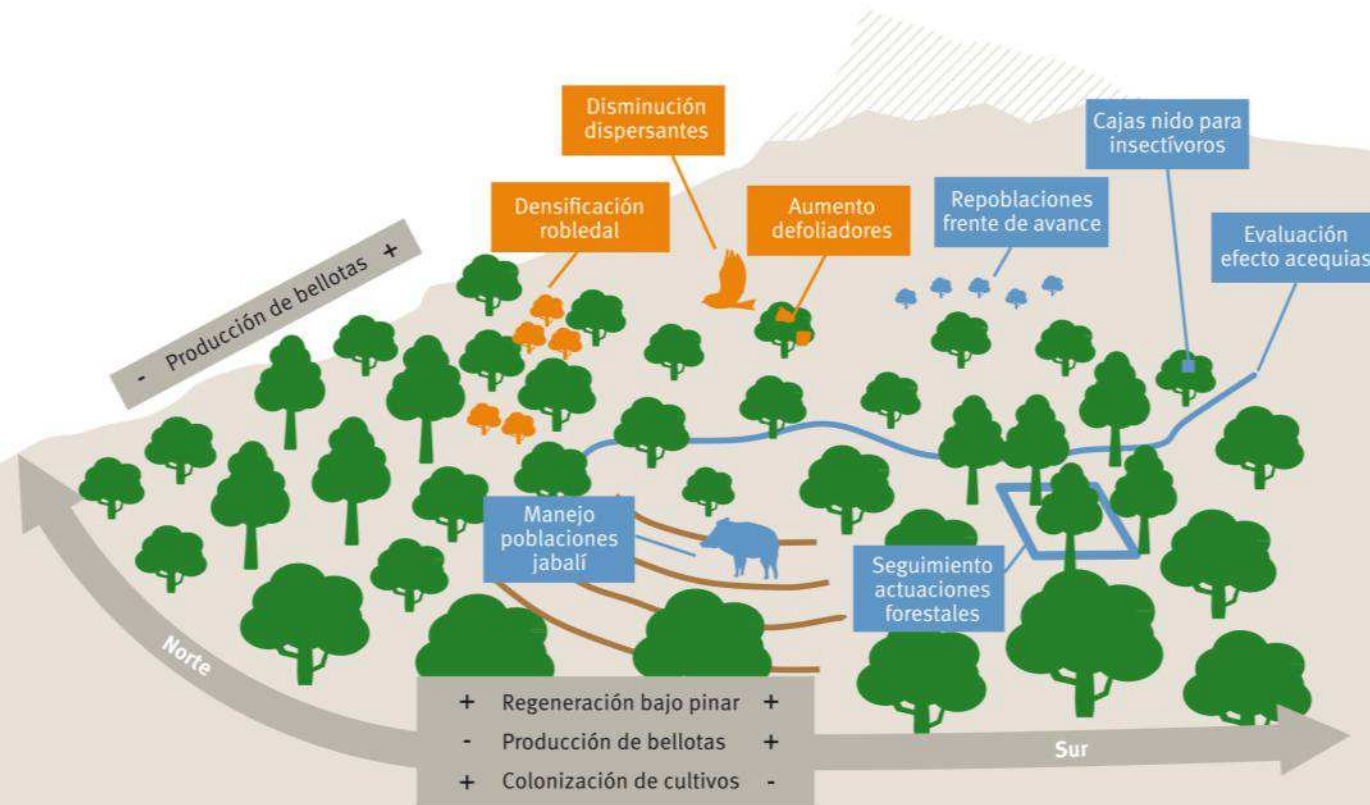 Disminución
dispersantes
Cajas nido para
insectívoros
Densificación
robledal
Aumento
defoliadores
Repoblaciones
frente de avance
Evaluación
efecto acequias
- Producción de bellotas +
Manejo
poblaciones
jabalí
Seguimiento
actuaciones
forestales
Norte
+ Regeneración bajo pinar +
- Producción de bellotas +
+ Colonización de cultivos -
Sur